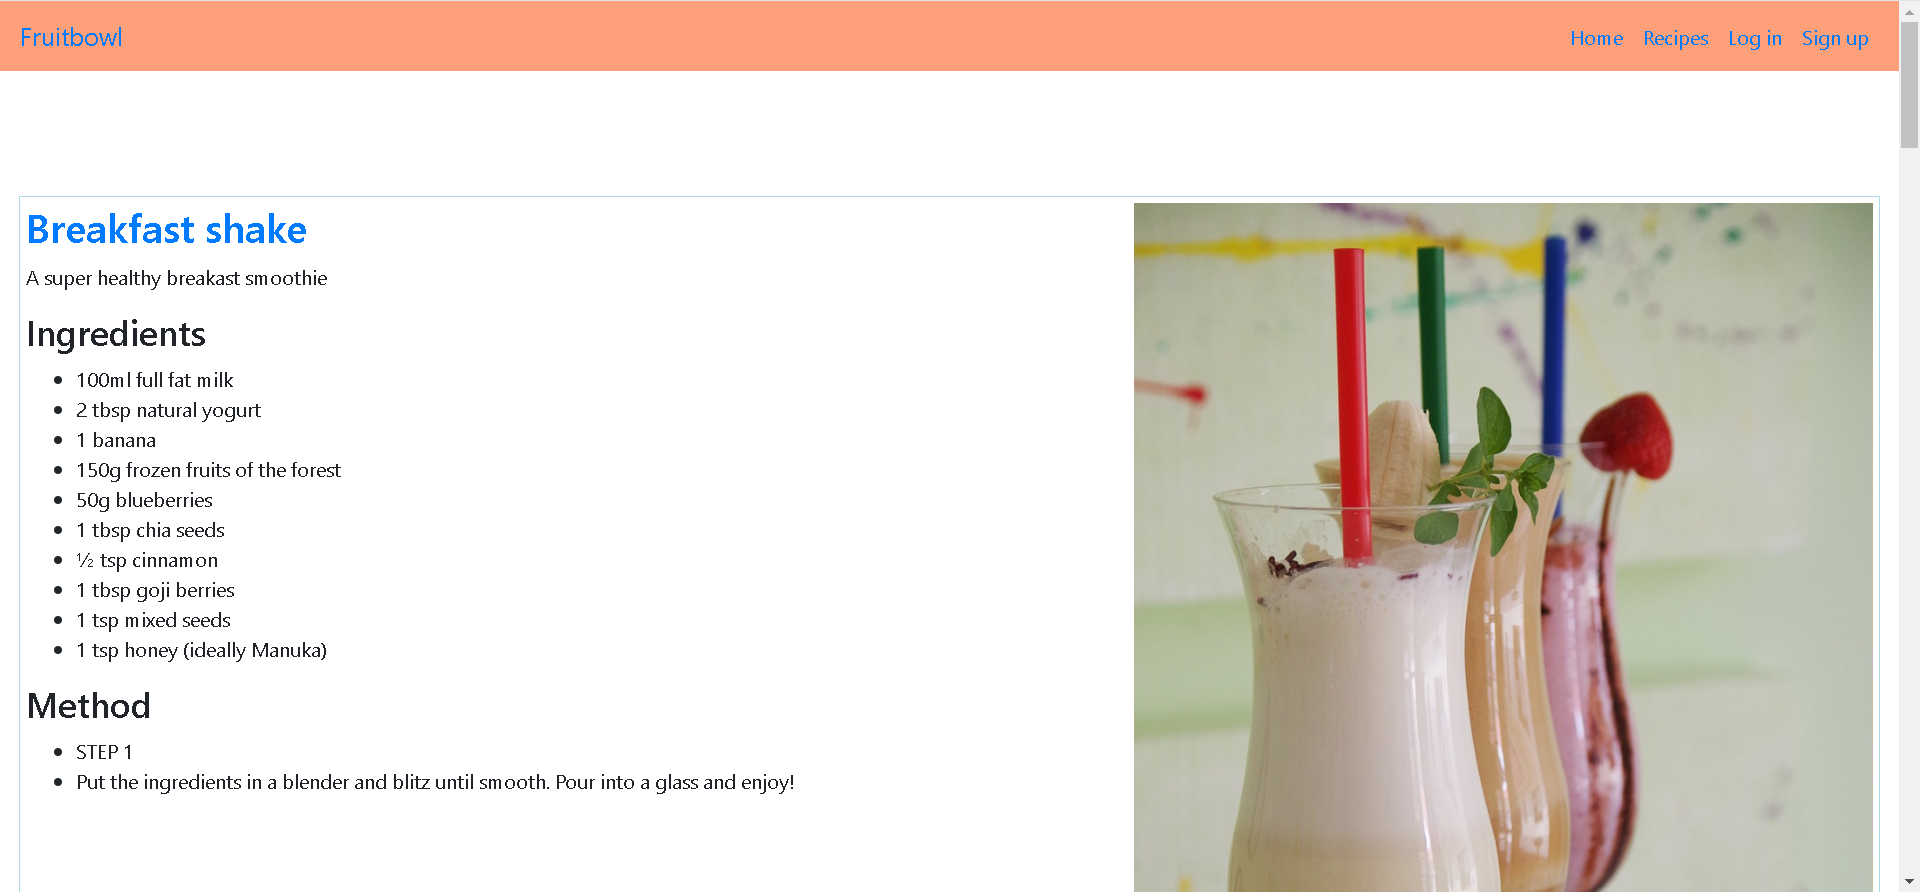 Fruitbowl
Home Recipes Log in Sign up
Breakfast shake
A super healthy breakast smoothie
Ingredients
100ml full fat milk
2 tbsp natural yogurt
1 banana
150g frozen fruits of the forest
50g blueberries
1 tbsp chia seeds
½ tsp cinnamon
1 tbsp goji berries
1 tsp mixed seeds
1 tsp honey (ideally Manuka)
Method
STEP 1
Put the ingredients in a blender and blitz until smooth. Pour into a glass and enjoy!